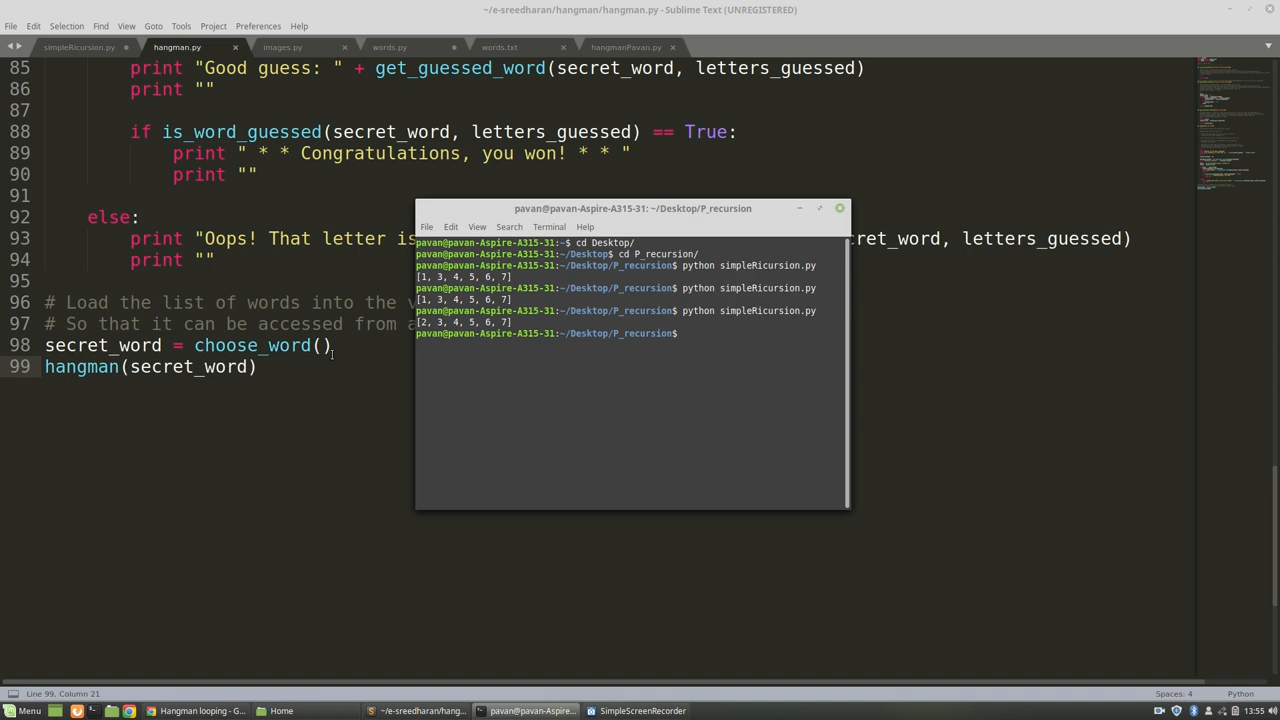 ~/e-sreedharan/hangman/hangman.py - Sublime Text (UNREGISTERED)
File Edit Selection Find View Goto Tools Project Preferences Help
simpleRicursion.py hangman.py images.py words.py words.txt hangmanPavan.py
85 print "Good guess: " + get_guessed_word(secret_word, letters_guessed)
86 print ""
87
88 if is_word_guessed(secret_word, letters_guessed) == True:
89 print " * * Congratulations, you won! * * "
90 print ""
91
92 else:
93 print "Oops! That letter is cret_word, letters_guessed)
94 print ""
95
96 # Load the list of words into the v
97 # So that it can be accessed from a
98 secret_word = choose_word()
99 hangman(secret_word)
pavan@pavan-Aspire-A315-31: ~/Desktop/P_recursion
File Edit View Search Terminal Help
pavan@pavan-Aspire-A315-31:~$ cd Desktop/
pavan@pavan-Aspire-A315-31:~/Desktop$ cd P_recursion/
pavan@pavan-Aspire-A315-31:~/Desktop/P_recursion$ python simpleRicursion.py
[1, 3, 4, 5, 6, 7]
pavan@pavan-Aspire-A315-31:~/Desktop/P_recursion$ python simpleRicursion.py
[1, 3, 4, 5, 6, 7]
pavan@pavan-Aspire-A315-31:~/Desktop/P_recursion$ python simpleRicursion.py
[2, 3, 4, 5, 6, 7]
pavan@pavan-Aspire-A315-31:~/Desktop/P_recursion$
Line 99, Column 21 Spaces: 4 Python
Menu Hangman looping - G... Home ~/e-sreedharan/hang... pavan@pavan-Aspire... SimpleScreenRecorder 13:55